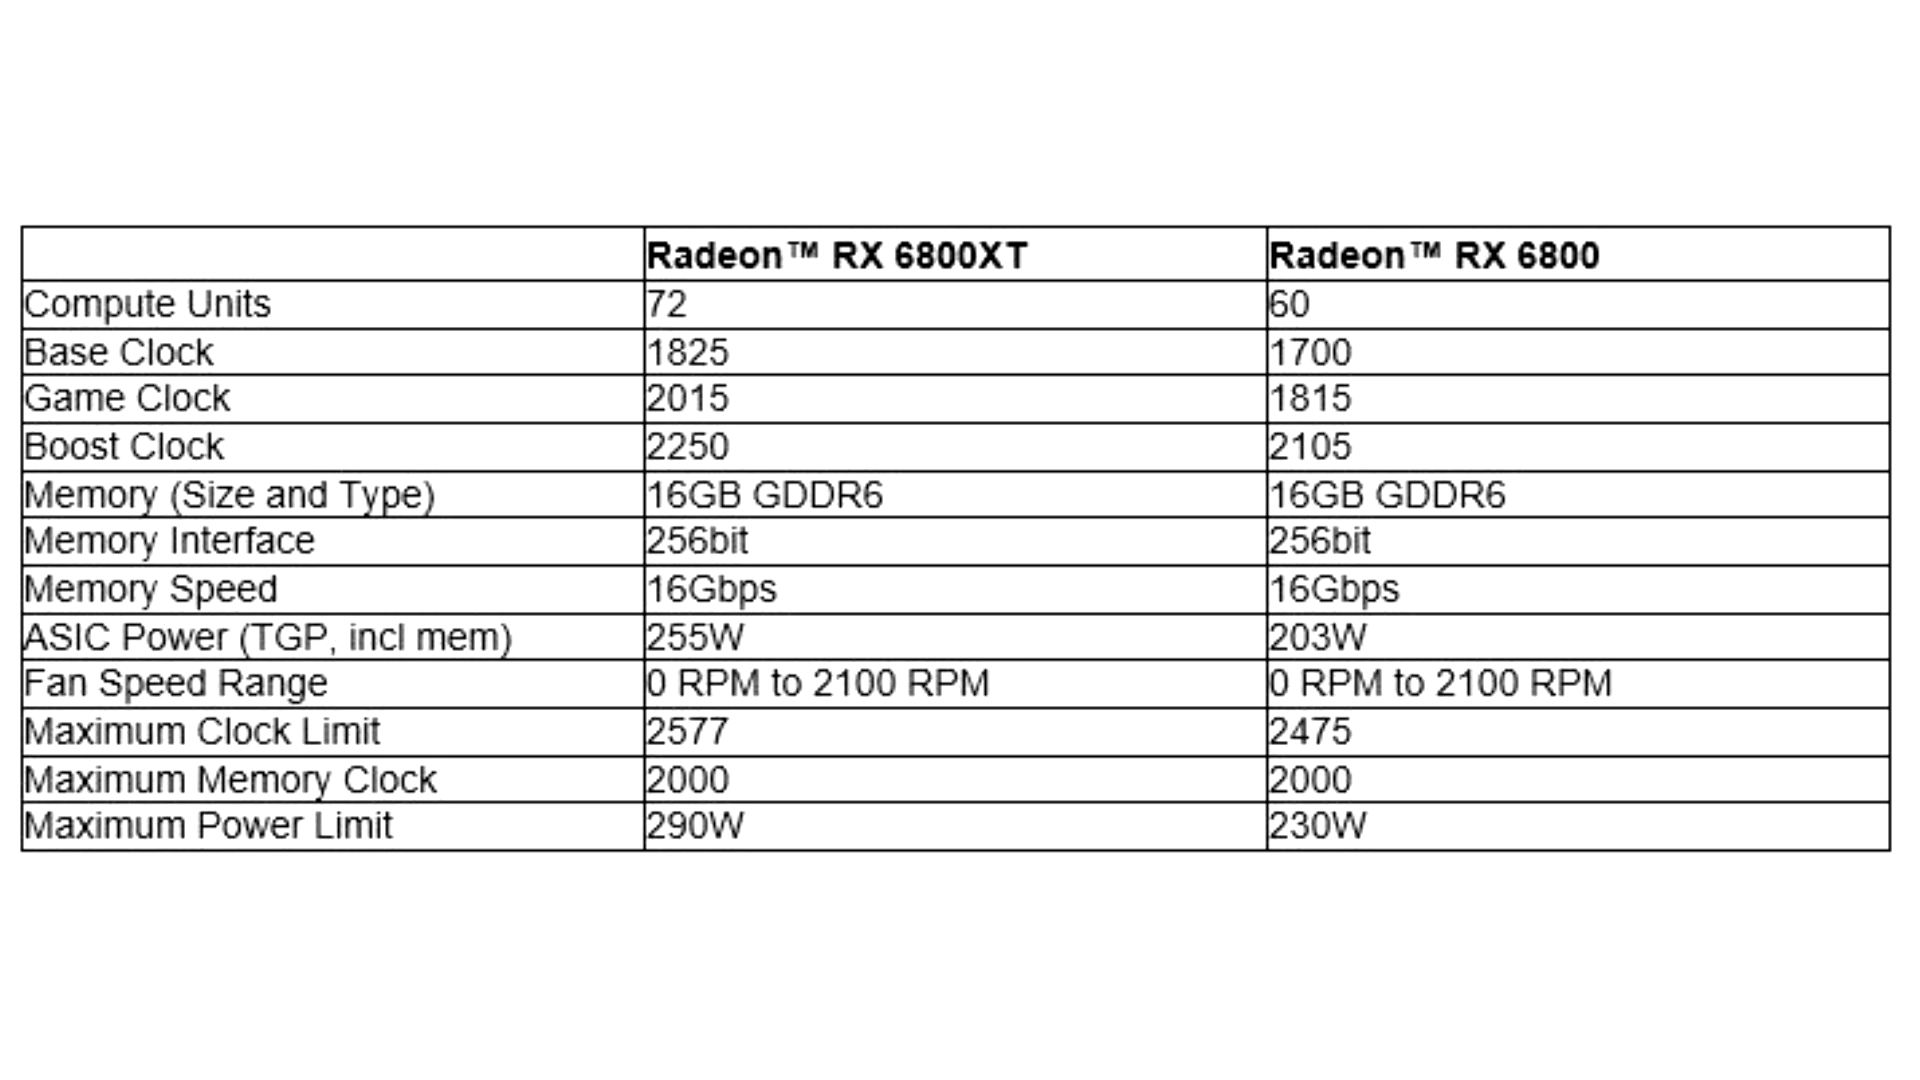 Radeon™ RX 6800XT Radeon™ RX 6800
Compute Units 72 60
Base Clock 1825 1700
Game Clock 2015 1815
Boost Clock 2250 2105
Memory (Size and Type) 16GB GDDR6 16GB GDDR6
Memory Interface 256bit 256bit
Memory Speed 16Gbps 16Gbps
ASIC Power (TGP, incl mem) 255W 203W
Fan Speed Range 0 RPM to 2100 RPM 0 RPM to 2100 RPM
Maximum Clock Limit 2577 2475
Maximum Memory Clock 2000 2000
Maximum Power Limit 290W 230W